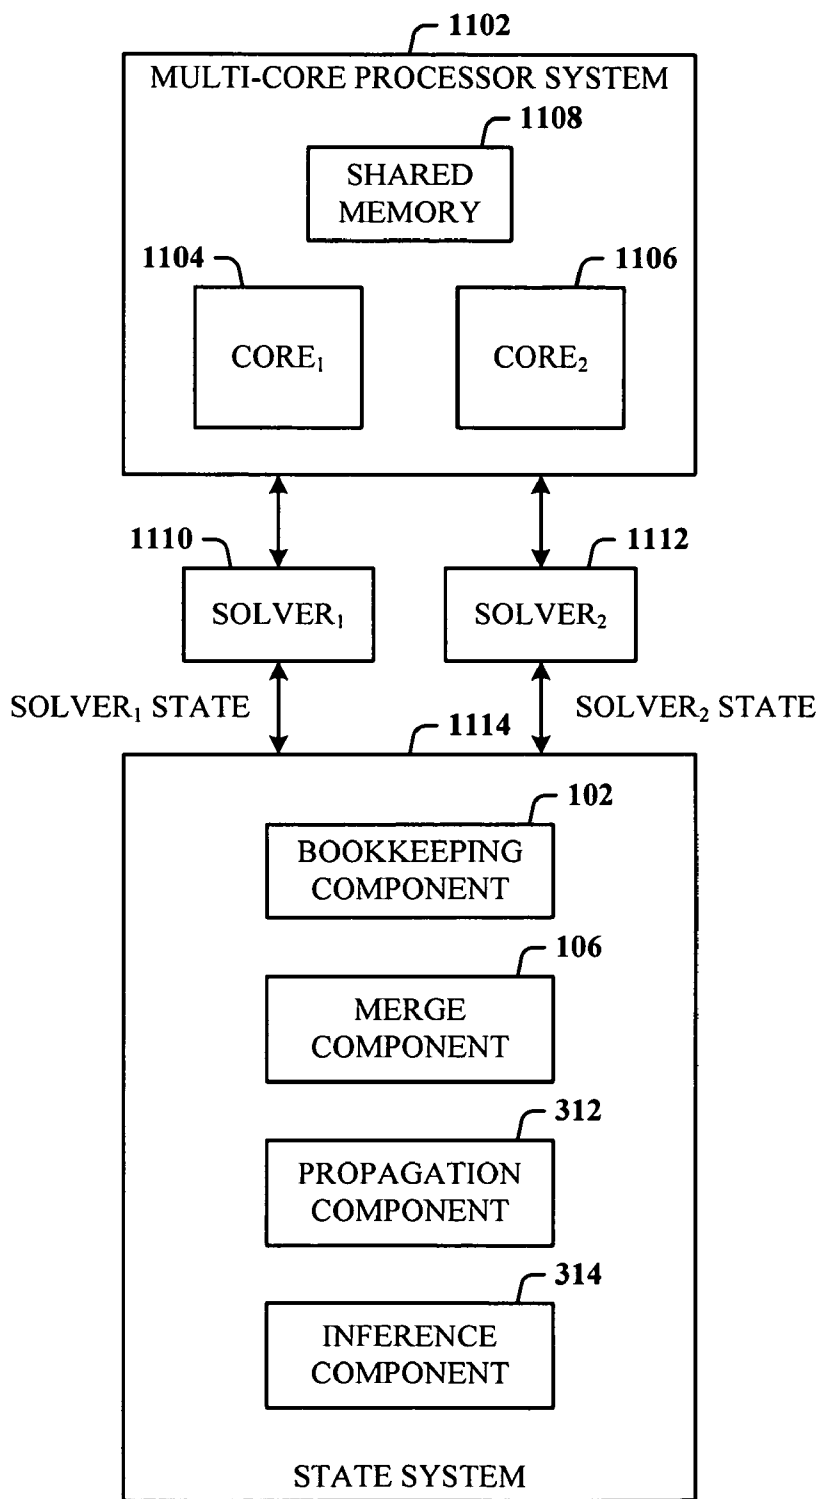 1102
MULTI-CORE PROCESSOR SYSTEM
1108
SHARED
MEMORY
1104
1106
CORE₁
CORE₂
1110
1112
SOLVER₁
SOLVER₂
SOLVER₁ STATE
SOLVER₂ STATE
1114
102
BOOKKEEPING
COMPONENT
106
MERGE
COMPONENT
312
PROPAGATION
COMPONENT
314
INFERENCE
COMPONENT
STATE SYSTEM